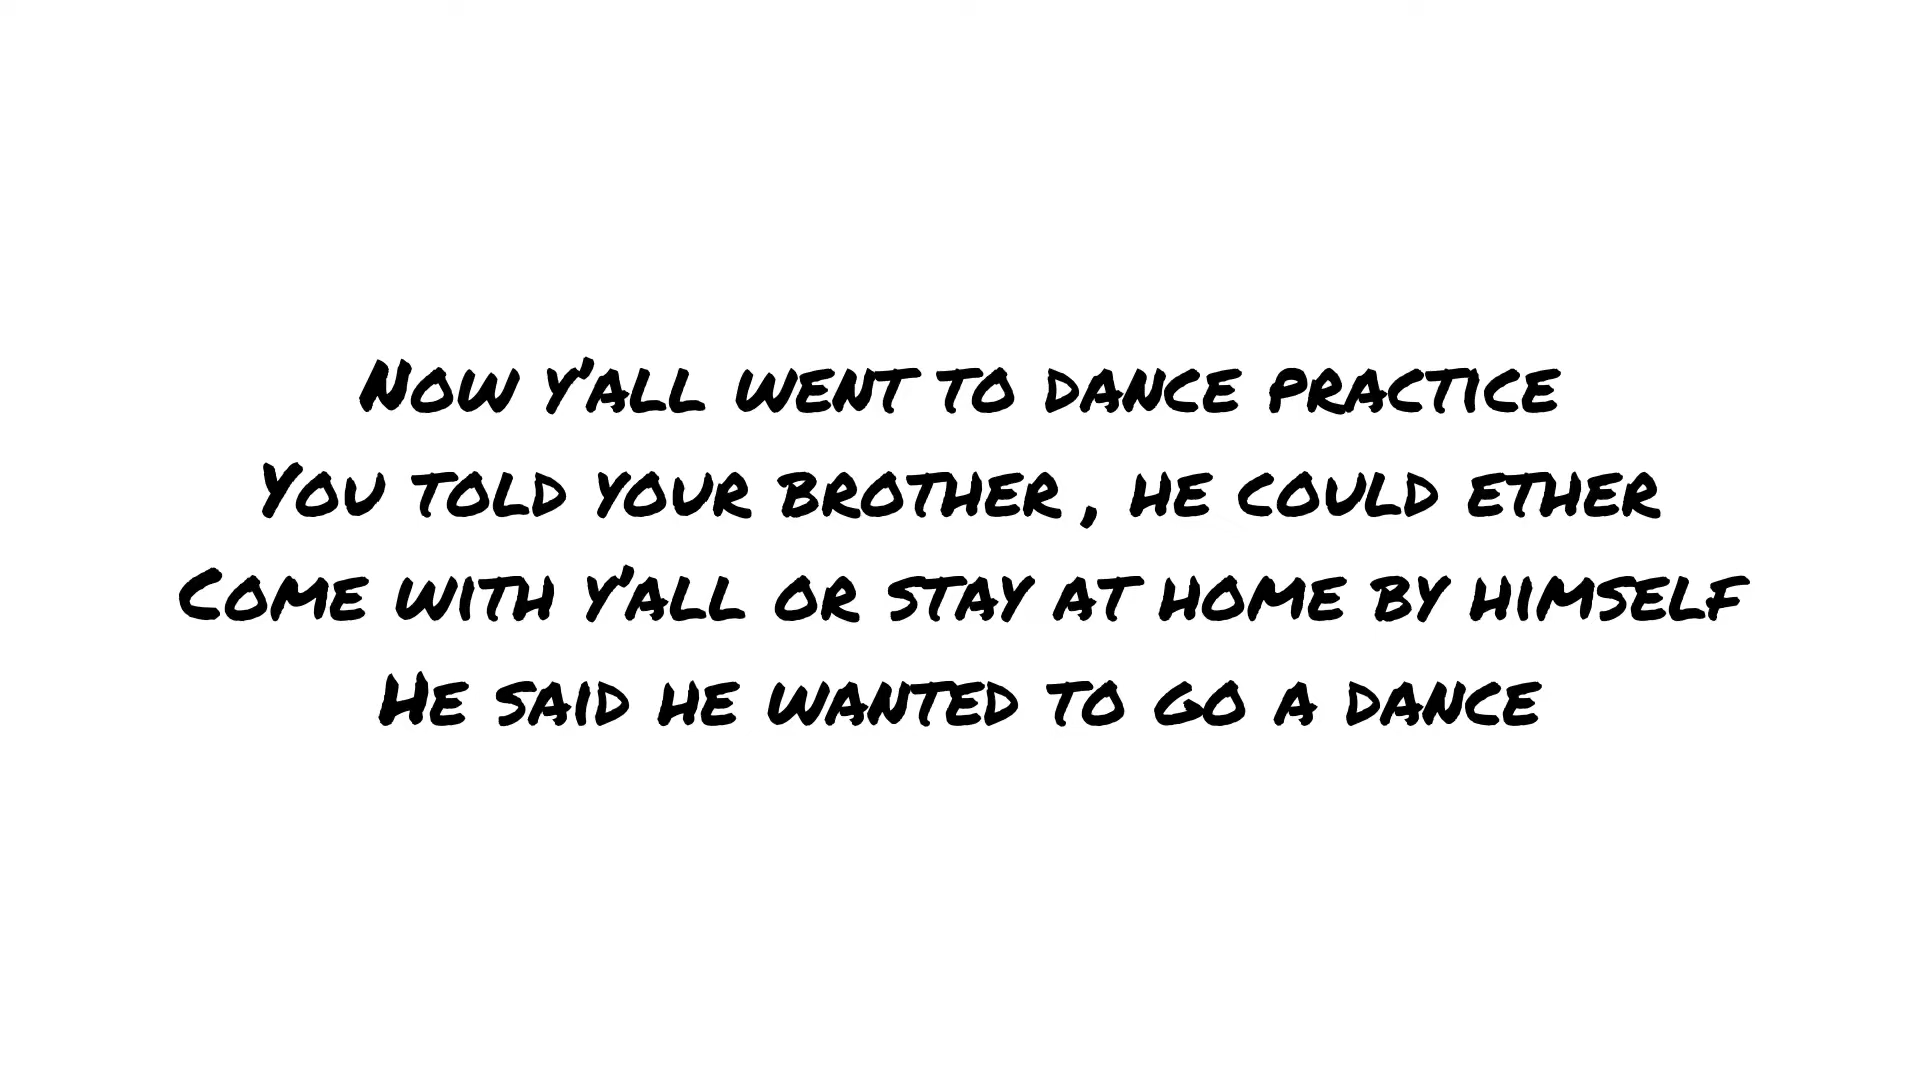 Now y'all went to dance practice
You told your brother , he could ether
Come with y'all or stay at home by himself
He said he wanted to go a dance